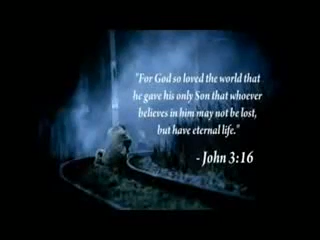 "For God so loved the world that
he gave his only Son that whoever
believes in him may not be lost,
but have eternal life."
- John 3:16